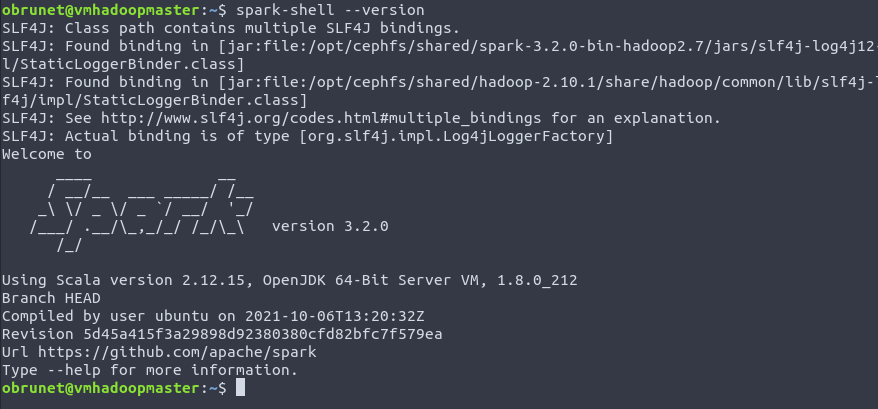 obrunet@vmhadoopmaster:~$ spark-shell --version
SLF4J: Class path contains multiple SLF4J bindings.
SLF4J: Found binding in [jar:file:/opt/cephfs/shared/spark-3.2.0-bin-hadoop2.7/jars/slf4j-log4j12-
l/StaticLoggerBinder.class]
SLF4J: Found binding in [jar:file:/opt/cephfs/shared/hadoop-2.10.1/share/hadoop/common/lib/slf4j-l
f4j/impl/StaticLoggerBinder.class]
SLF4J: See http://www.slf4j.org/codes.html#multiple_bindings for an explanation.
SLF4J: Actual binding is of type [org.slf4j.impl.Log4jLoggerFactory]
Welcome to
      ____              __
     / __/__  ___ _____/ /__
    _\ \/ _ \/ _ `/ __/  '_/
   /___/ .__/\_,_/_/ /_/\_\   version 3.2.0
      /_/
Using Scala version 2.12.15, OpenJDK 64-Bit Server VM, 1.8.0_212
Branch HEAD
Compiled by user ubuntu on 2021-10-06T13:20:32Z
Revision 5d45a415f3a29898d92380380cfd82bfc7f579ea
Url https://github.com/apache/spark
Type --help for more information.
obrunet@vmhadoopmaster:~$